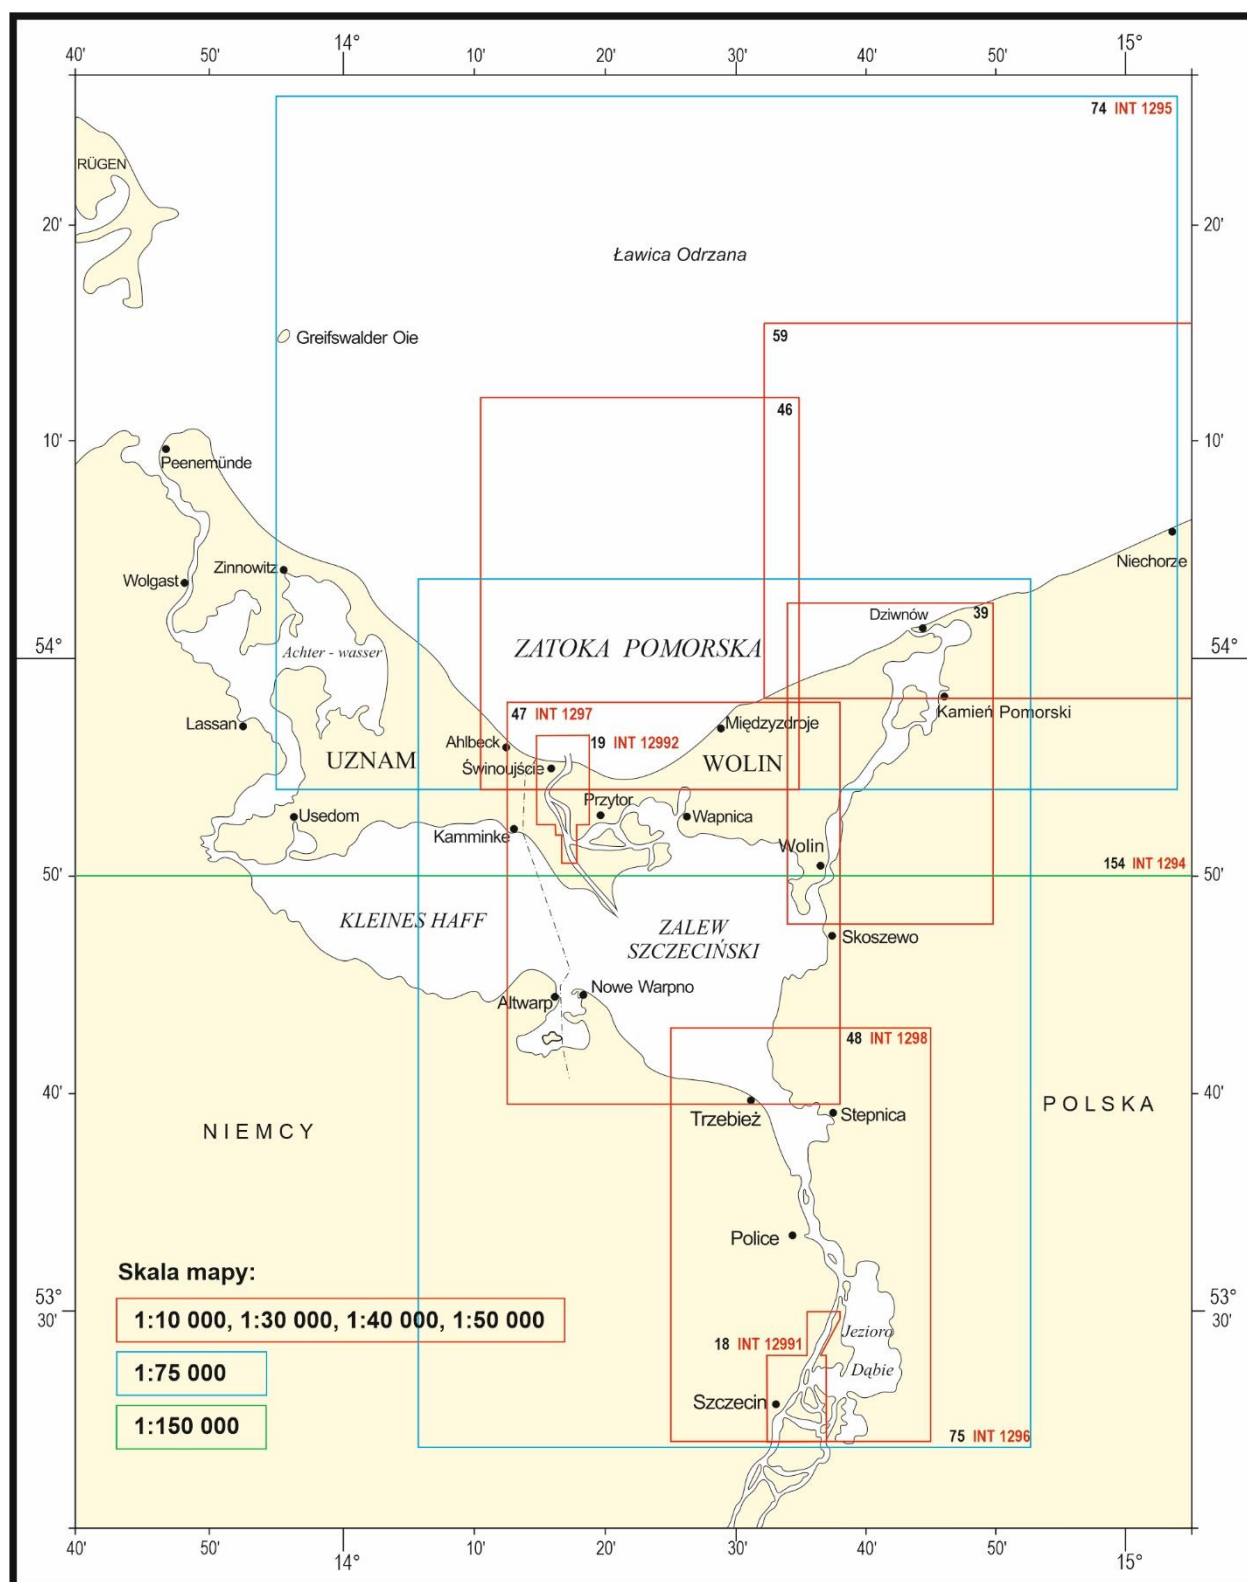 40'
50'
14°
10'
20'
30'
40'
50'
15°
74 INT 1295
RÜGEN
20'
20'
Ławica Odrzana
Greifswalder Oie
59
46
10'
10'
Peenemünde
Niechorze
Zinnowitz
Wolgast
Dziwnów
39
54°
Achter - wasser
ZATOKA POMORSKA
54°
Kamień Pomorski
Lassan
47 INT 1297
Międzyzdroje
Ahlbeck
19 INT 12992
UZNAM
WOLIN
Świnoujście
Przytor
Usedom
Wapnica
Kamminke
Wolin
154 INT 1294
50'
50'
KLEINES HAFF
ZALEW
SZCZECIŃSKI
Skoszewo
Nowe Warpno
Altwarp
48 INT 1298
40'
40'
Trzebież
Stepnica
POLSKA
NIEMCY
Police
Skala mapy:
53°
30'
53°
30'
1:10 000, 1:30 000, 1:40 000, 1:50 000
Jezioro
Dąbie
18 INT 12991
1:75 000
Szczecin
1:150 000
75 INT 1296
40'
50'
14°
10'
20'
30'
40'
50'
15°